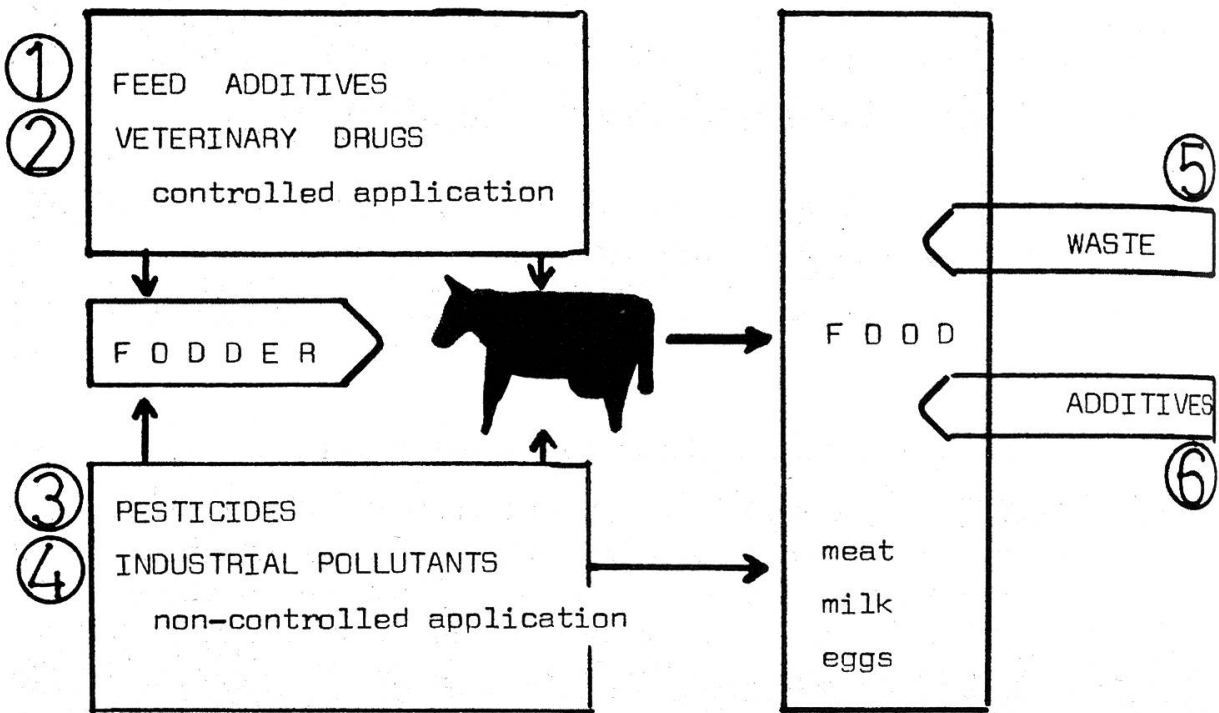 ①
FEED ADDITIVES
②
VETERINARY DRUGS
controlled application
FODDER
③
PESTICIDES
④
INDUSTRIAL POLLUTANTS
non-controlled application
FOOD
meat
milk
eggs
⑤
WASTE
ADDITIVES
⑥